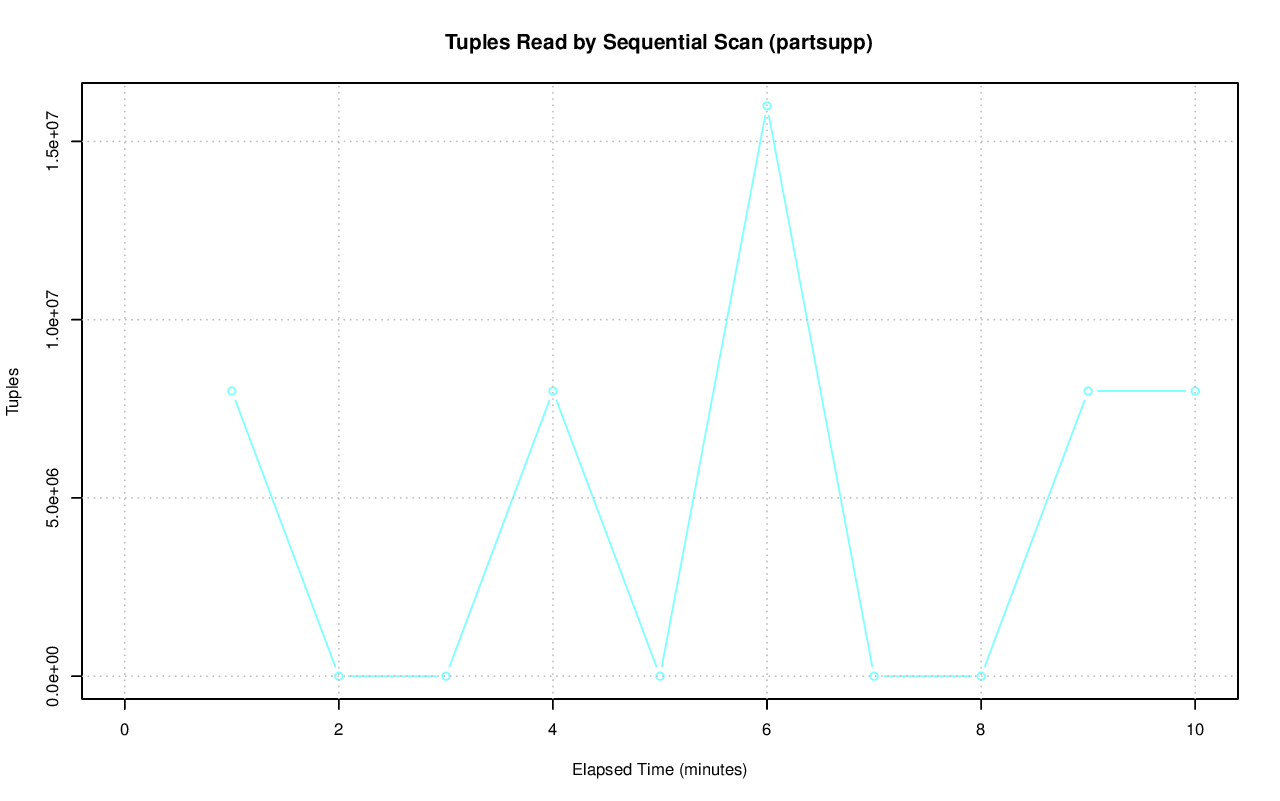 Tuples Read by Sequential Scan (partsupp)
Tuples
1.5e+07
1.0e+07
5.0e+06
0.0e+00
0 2 4 6 8 10
Elapsed Time (minutes)